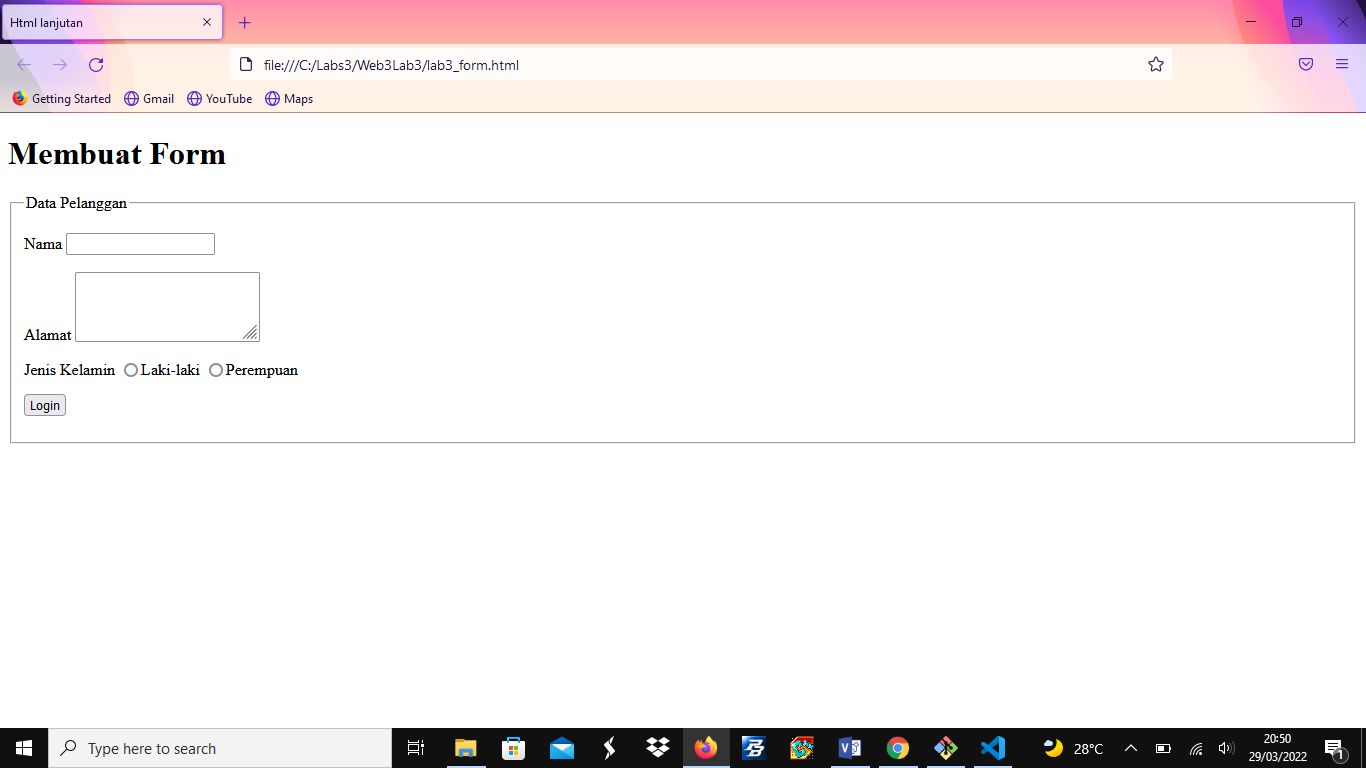 Html lanjutan
file:///C:/Labs3/Web3Lab3/lab3_form.html
Getting Started Gmail YouTube Maps
Membuat Form
Data Pelanggan
Nama
Alamat
Jenis Kelamin Laki-laki Perempuan
Login
Type here to search
28°C
20:50
29/03/2022
1